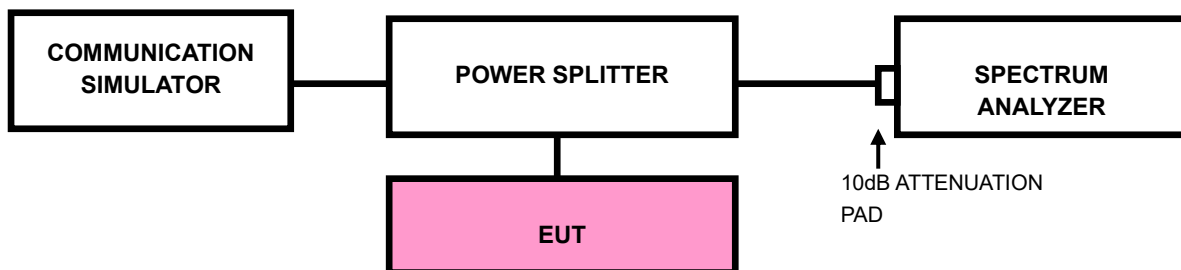 COMMUNICATION
SIMULATOR
POWER SPLITTER
SPECTRUM
ANALYZER
10dB ATTENUATION
PAD
EUT